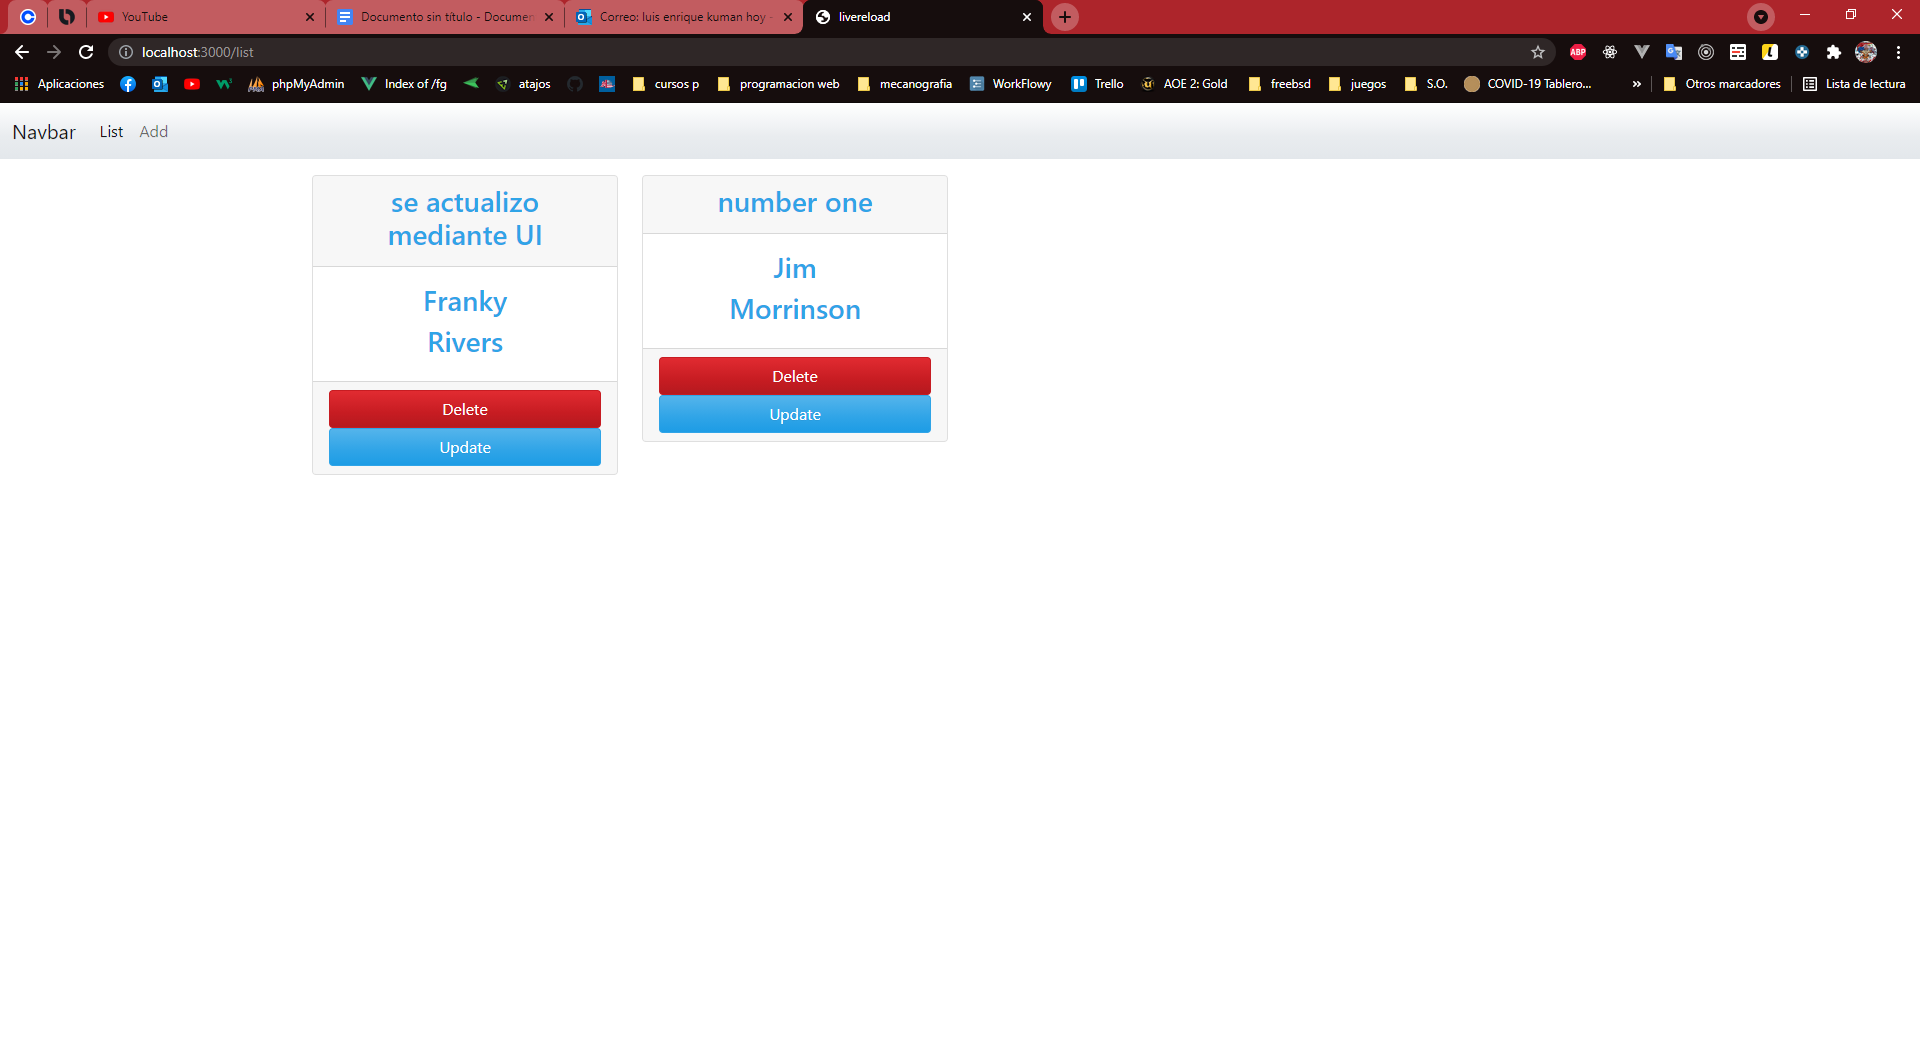 YouTube
Documento sin título - Documen
Correo: luis enrique kuman hoy -
livereload
localhost:3000/list
ABP
Aplicaciones
phpMyAdmin
Index of /fg
atajos
cursos p
programacion web
mecanografia
WorkFlowy
Trello
AOE 2: Gold
freebsd
juegos
S.O.
COVID-19 Tablero...
»
Otros marcadores
Lista de lectura
Navbar
List
Add
se actualizo
mediante UI
Franky
Rivers
Delete
Update
number one
Jim
Morrinson
Delete
Update